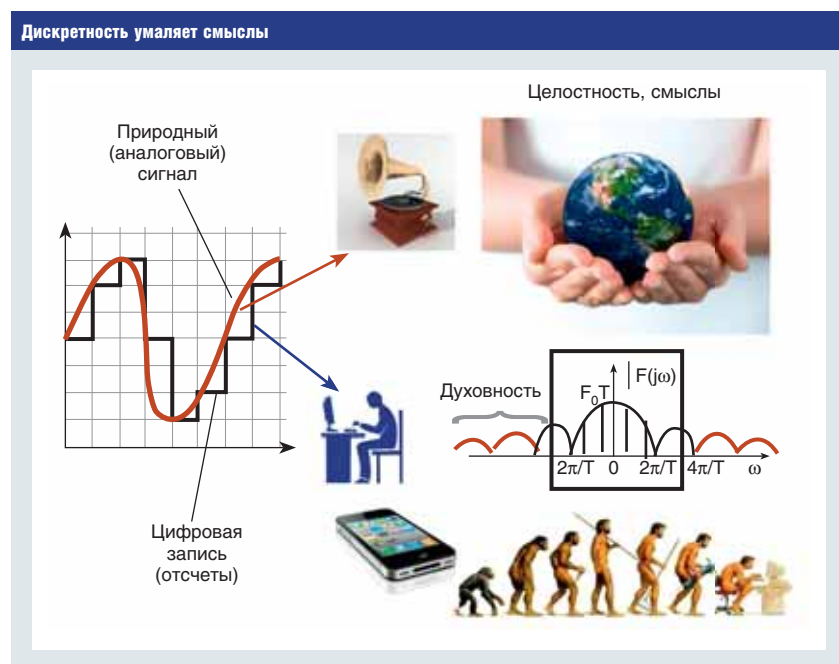 Дискретность умаляет смыслы
Целостность, смыслы
Природный
(аналоговый)
сигнал
Духовность
F₀T
|F(jω)
2π/T 0 2π/T 4π/T ω
Цифровая
запись
(отсчеты)